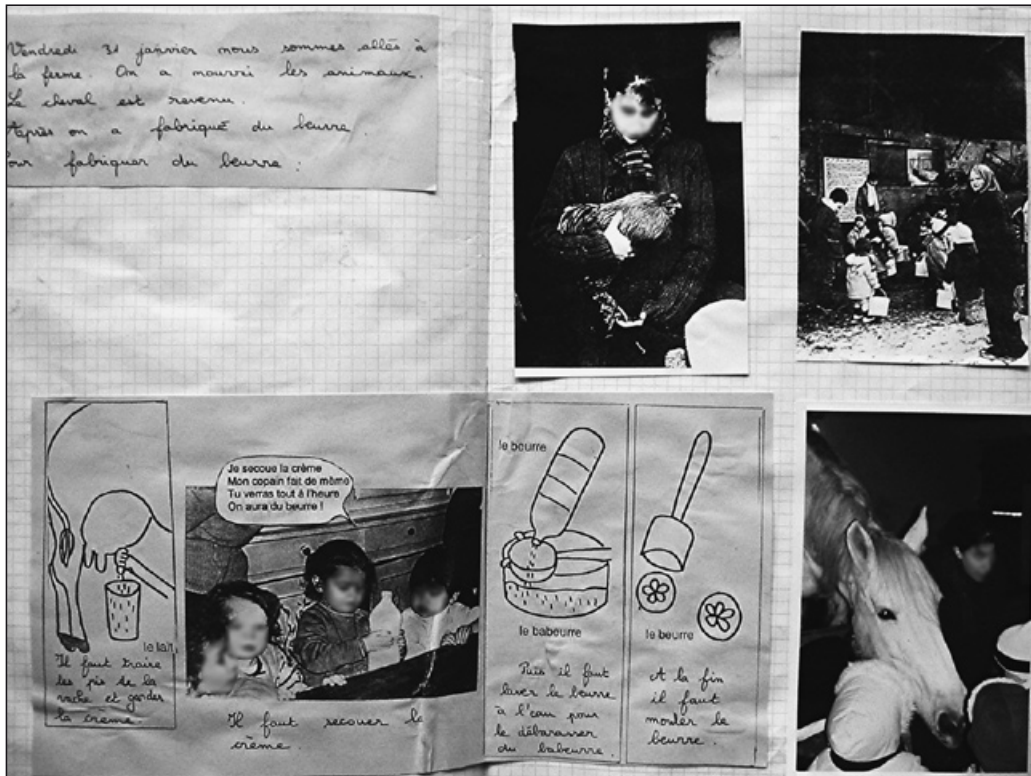 Vendredi 31 janvier nous sommes allés à
la ferme. On a nourri les animaux.
Le cheval est revenu.
Après on a fabriqué du beurre.
Pour fabriquer du beurre :
le lait
Il faut traire
les pis de la
vache et garder
la crème.
Je secoue la crème
Mon copain fait de même
Tu verras tout à l'heure
On aura du beurre !
Il faut secouer la
crème.
le beurre
le babeurre
Puis il faut
laver le beurre
à l'eau pour
le débarasser
du babeurre.
le beurre
A la fin
il faut
mouler le
beurre.